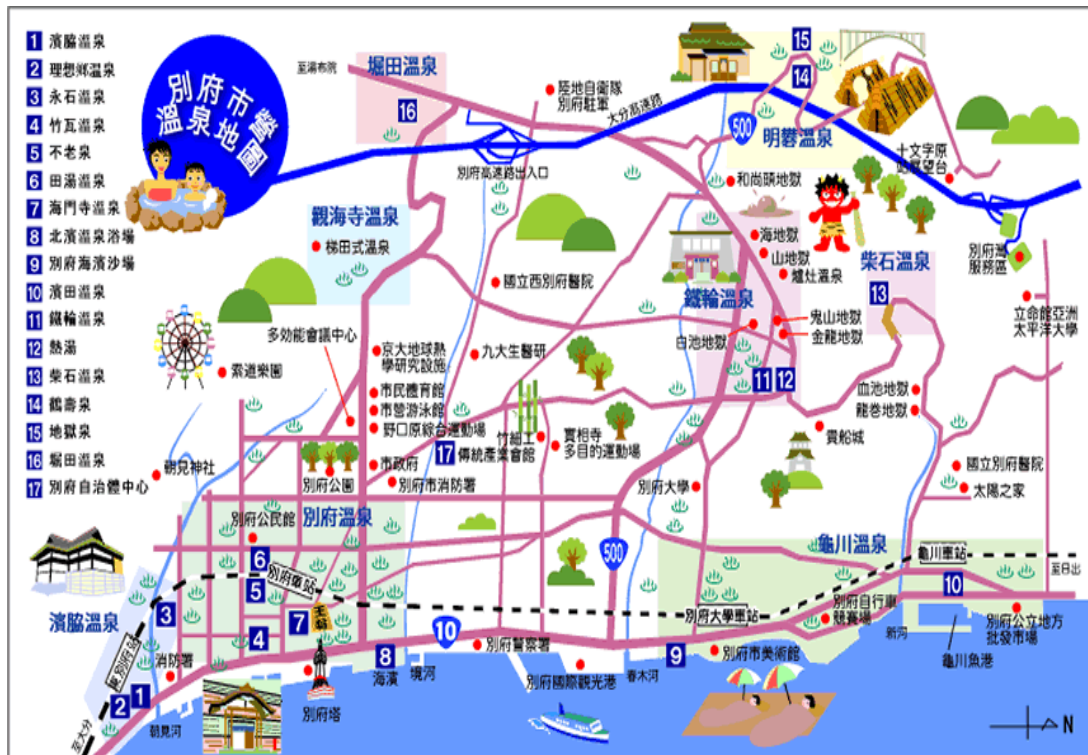 1 濱脇溫泉
2 理想鄉溫泉
3 永石溫泉
4 竹瓦溫泉
5 不老泉
6 田湯溫泉
7 海門寺溫泉
8 北濱溫泉浴場
9 別府海濱沙場
10 濱田溫泉
11 鐵輪溫泉
12 熱湯
13 柴石溫泉
14 鶴壽泉
15 地獄泉
16 堀田溫泉
17 別府自治體中心
別府市營
溫泉地圖
至湯布院
堀田溫泉
16
陸地自衛隊
別府駐軍
大分高速路
別府高速路出入口
500
15
14
明礬溫泉
十文字原
展望台
別府灣
服務區
立命館亞洲
太平洋大學
觀海寺溫泉
梯田式溫泉
國立西別府醫院
和尚頭地獄
海地獄
山地獄
爐灶溫泉
鐵輪溫泉
鬼山地獄
金龍地獄
白池地獄
11
12
柴石溫泉
13
血池地獄
龍卷地獄
貴船城
國立別府醫院
太陽之家
多效能會議中心
索道樂園
京大地球熱
學研究設施
九大生醫研
市民體育館
市營游泳館
野口原綜合運動場
17
傳統產業會館
竹細工
實相寺
多目的運動場
朝見神社
別府公園
市政府
別府市消防署
別府大學
別府公民館
別府溫泉
6
別府車站
5
500
龜川溫泉
龜川車站
至日出
10
濱脇溫泉
3
東別府站
消防署
4
7
10
別府警察署
別府大學車站
別府自行車
競賽場
新河
別府公立地方
批發市場
龜川魚港
2
1
至大分
朝見河
別府塔
8
海濱
境河
別府國際觀光港
春木河
9
別府市美術館
N